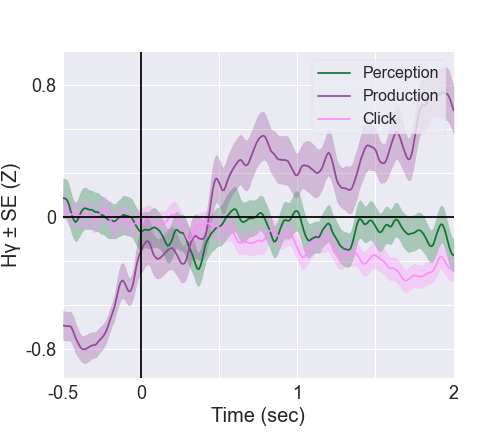 Perception
Production
Click
0.8
0
-0.8
Hγ ± SE (Z)
-0.5
0
1
2
Time (sec)